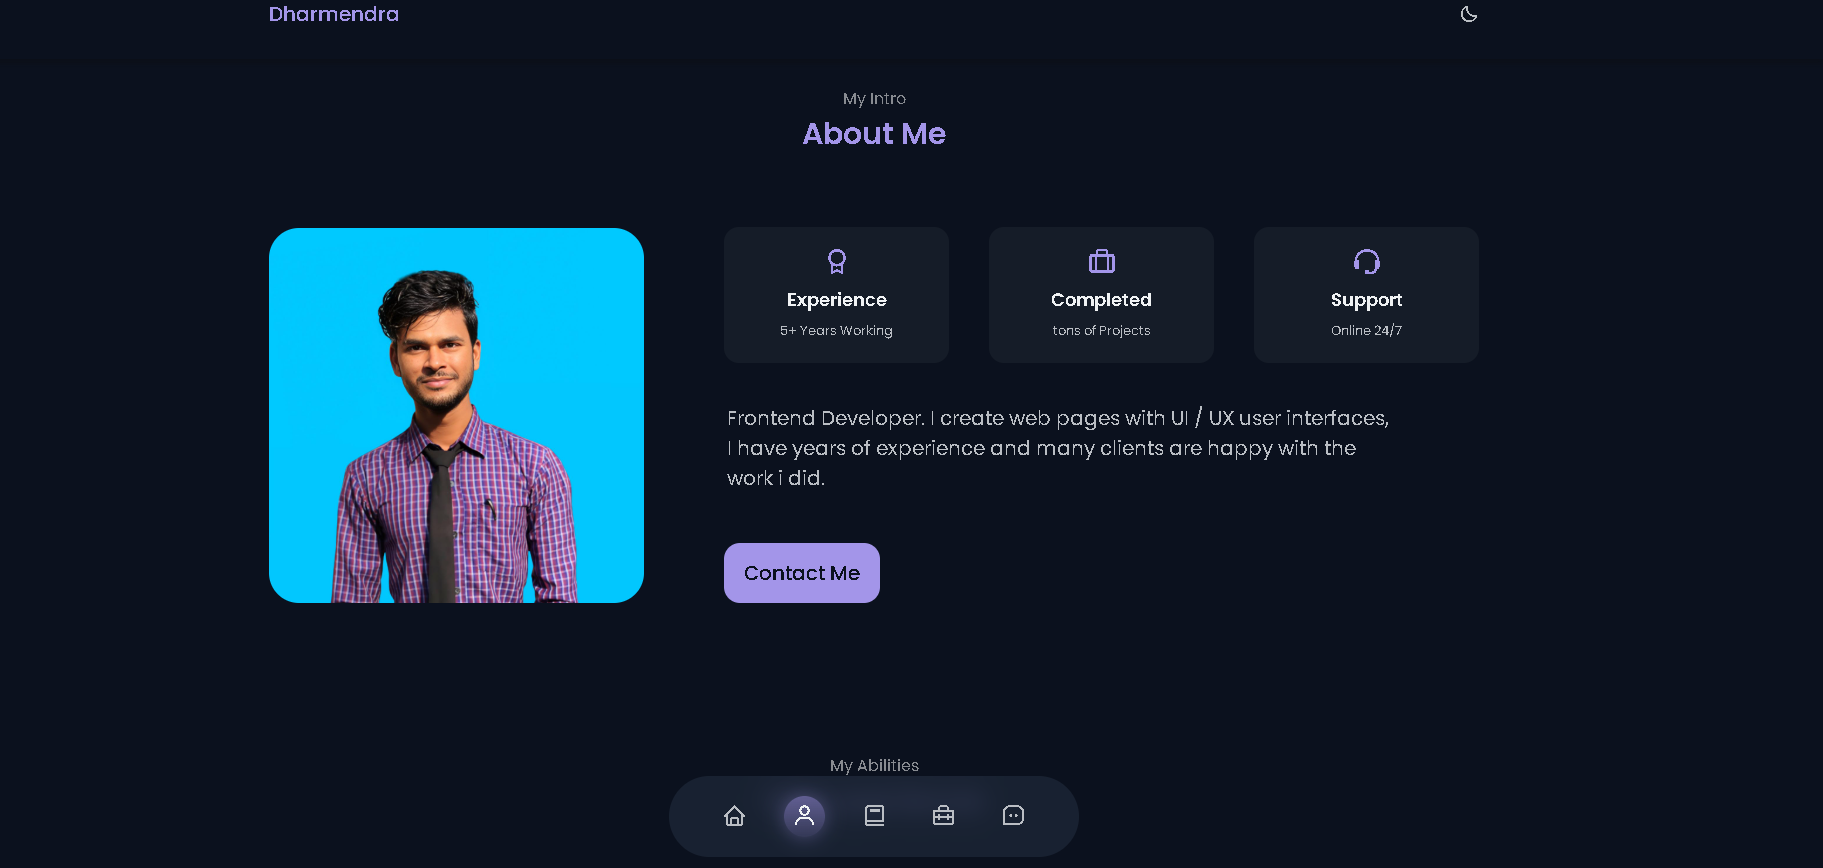 Dharmendra
My Intro
About Me
Experience
5+ Years Working
Completed
tons of Projects
Support
Online 24/7
Frontend Developer. I create web pages with UI / UX user interfaces,
I have years of experience and many clients are happy with the
work i did.
Contact Me
My Abilities